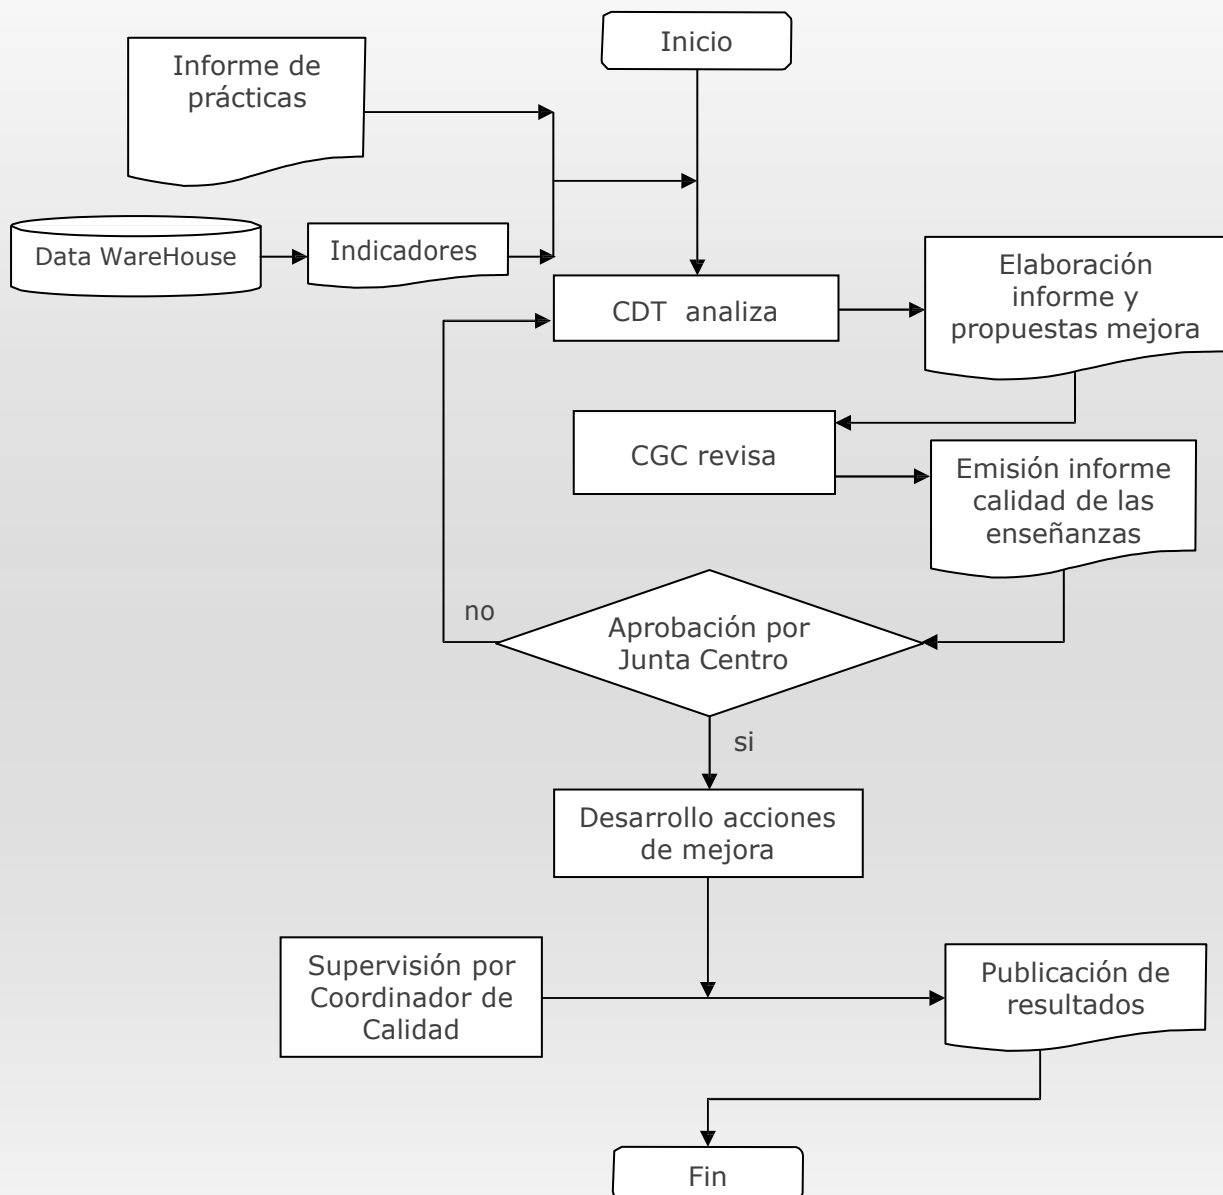 Inicio
Informe de
prácticas
Data WareHouse
Indicadores
CDT analiza
Elaboración
informe y
propuestas mejora
CGC revisa
Emisión informe
calidad de las
enseñanzas
no
Aprobación por
Junta Centro
si
Desarrollo acciones
de mejora
Supervisión por
Coordinador de
Calidad
Publicación de
resultados
Fin